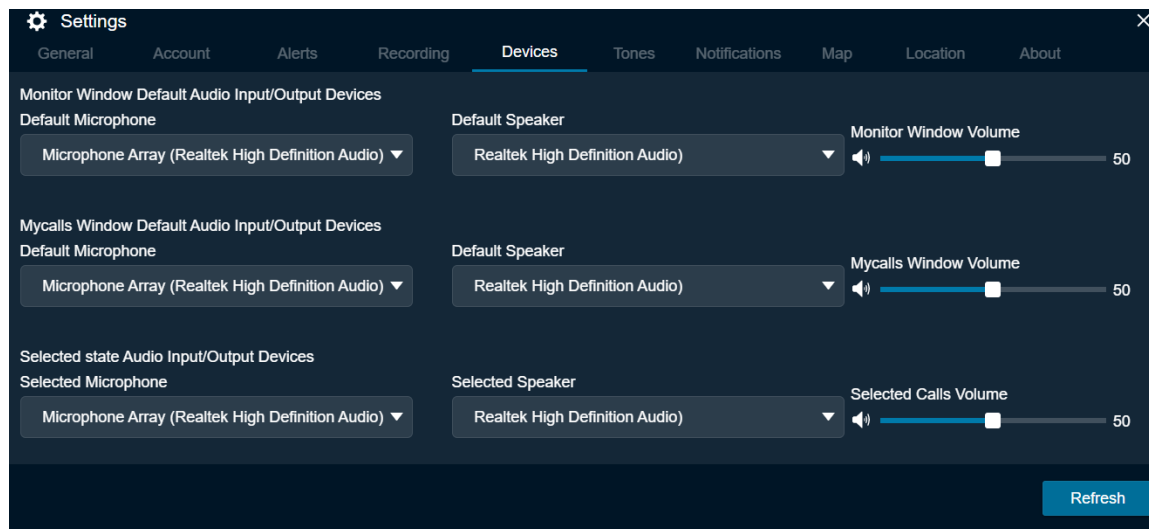 Settings
General Account Alerts Recording Devices Tones Notifications Map Location About
Monitor Window Default Audio Input/Output Devices
Default Microphone Default Speaker
Monitor Window Volume
Microphone Array (Realtek High Definition Audio) Realtek High Definition Audio) 50
Mycalls Window Default Audio Input/Output Devices
Default Microphone Default Speaker
Mycalls Window Volume
Microphone Array (Realtek High Definition Audio) Realtek High Definition Audio) 50
Selected state Audio Input/Output Devices
Selected Microphone Selected Speaker
Selected Calls Volume
Microphone Array (Realtek High Definition Audio) Realtek High Definition Audio) 50
Refresh